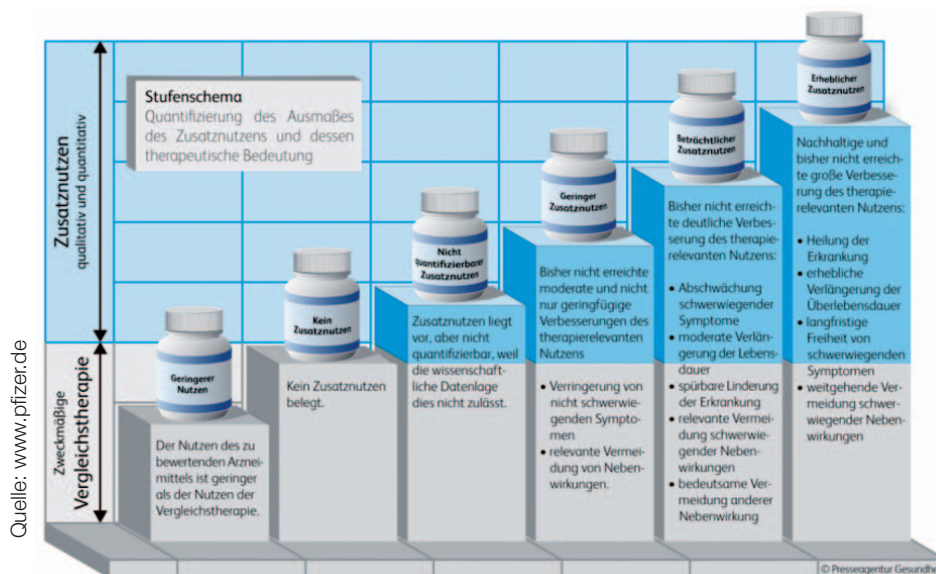 Stufenschema
Quantifizierung des Ausmaßes
des Zusatznutzens und dessen
therapeutische Bedeutung
Zusatznutzen
qualitativ und quantitativ
Zweckmäßige
Vergleichstherapie
Quelle: www.pfizer.de
Geringerer
Nutzen
Der Nutzen des zu
bewertenden Arznei-
mittels ist geringer
als der Nutzen der
Vergleichstherapie.
Kein
Zusatznutzen
Kein Zusatznutzen
belegt.
Nicht
quantifizierbarer
Zusatznutzen
Zusatznutzen liegt
vor, aber nicht
quantifizierbar, weil
die wissenschaft-
liche Datenlage
dies nicht zulässt.
Geringer
Zusatznutzen
Bisher nicht erreichte
moderate und nicht
nur geringfügige
Verbesserungen des
therapierelevanten
Nutzens
• Verringerung von
nicht schwerwie-
genden Sympto-
men
• relevante Vermei-
dung von Neben-
wirkungen.
Beträchtlicher
Zusatznutzen
Bisher nicht erreich-
te deutliche Verbes-
serung des therapie-
relevanten Nutzens:
• Abschwächung
schwerwiegender
Symptome
• moderate Verlän-
gerung der Lebens-
dauer
• spürbare Linderung
der Erkrankung
• relevante Vermei-
dung schwerwie-
gender Neben-
wirkungen
• bedeutsame Ver-
meidung anderer
Nebenwirkung
Erheblicher
Zusatznutzen
Nachhaltige und
bisher nicht erreich-
te große Verbesse-
rung des therapie-
relevanten Nutzens:
• Heilung der
Erkrankung
• erhebliche
Verlängerung der
Überlebensdauer
• langfristige
Freiheit von
schwerwiegenden
Symptomen
• weitgehende Ver-
meidung schwer-
wiegender Neben-
wirkungen
© Presseagentur Gesundhe